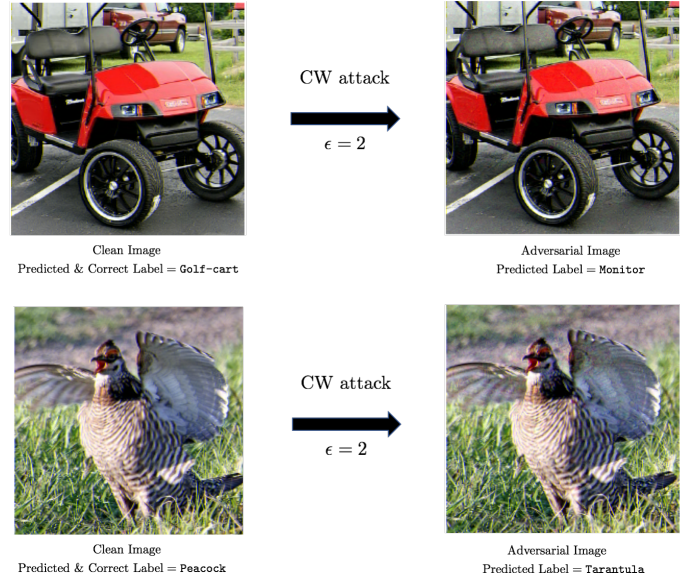 CW attack
ϵ = 2
Clean Image
Predicted & Correct Label = Golf-cart
Adversarial Image
Predicted Label = Monitor
CW attack
ϵ = 2
Clean Image
Predicted & Correct Label = Peacock
Adversarial Image
Predicted Label = Tarantula